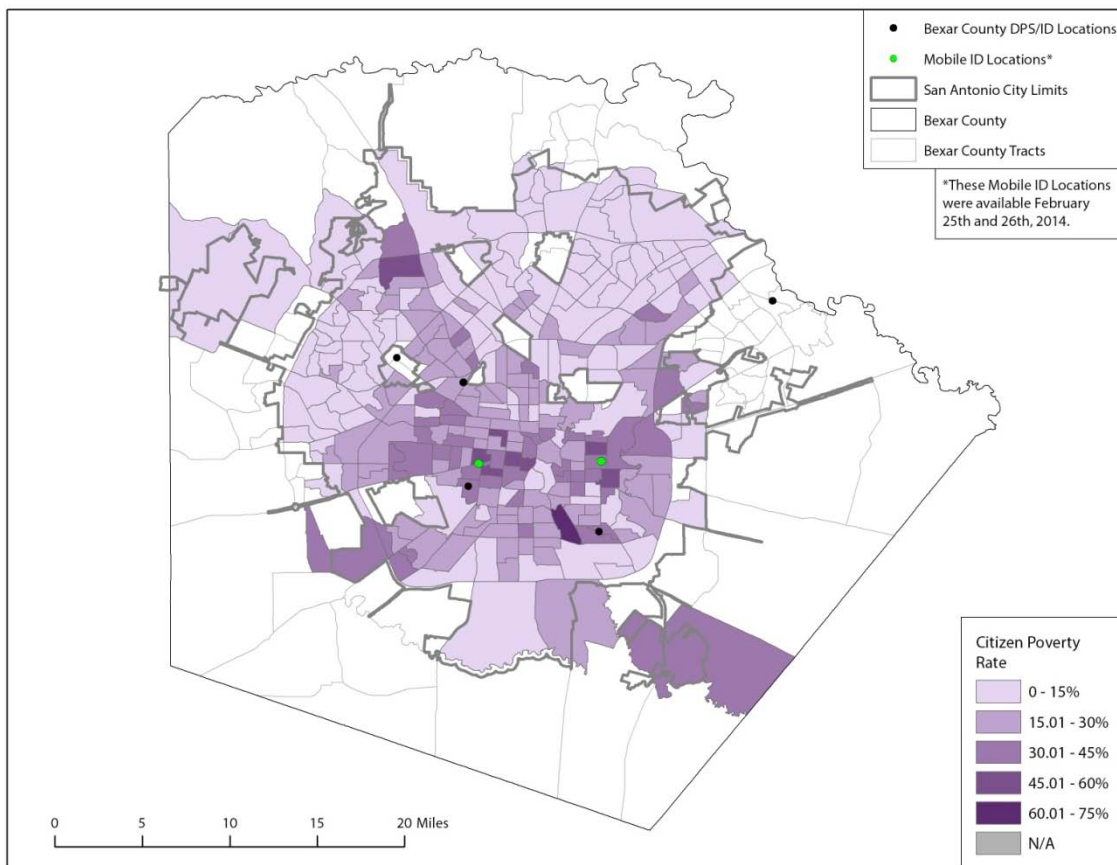 Bexar County DPS/ID Locations
Mobile ID Locations*
San Antonio City Limits
Bexar County
Bexar County Tracts
*These Mobile ID Locations
were available February
25th and 26th, 2014.
Citizen Poverty
Rate
0 - 15%
15.01 - 30%
30.01 - 45%
45.01 - 60%
60.01 - 75%
N/A
0 5 10 15 20 Miles